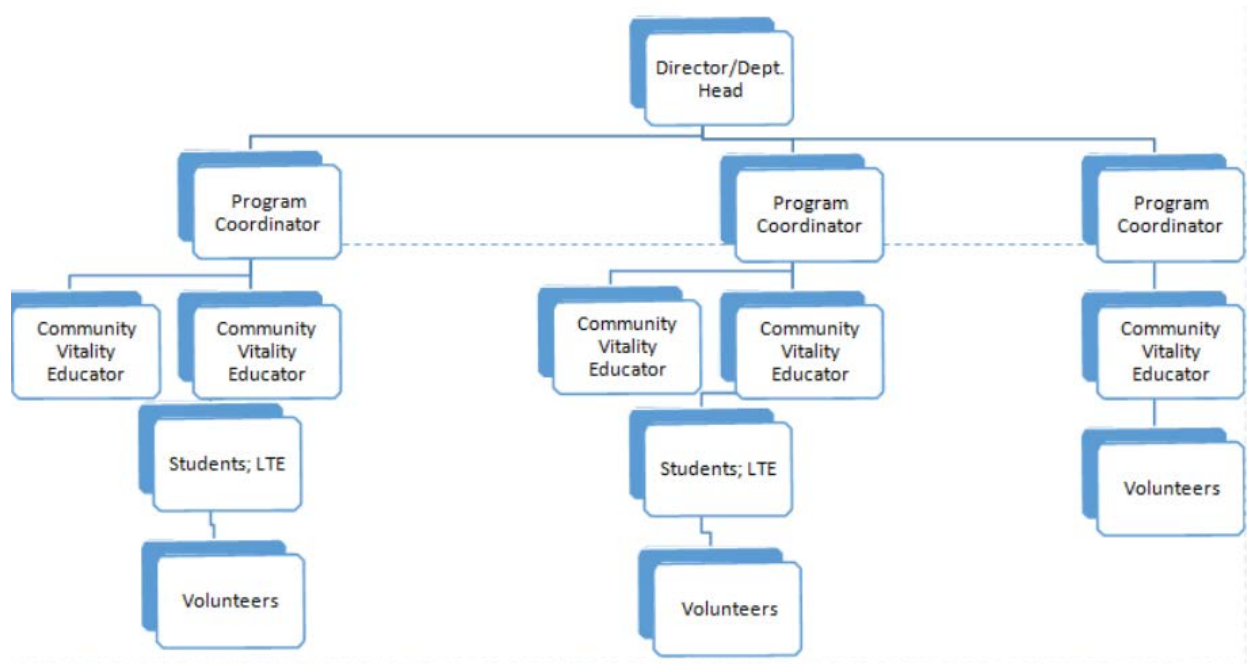 Director/Dept.
Head
Program
Coordinator
Program
Coordinator
Program
Coordinator
Community
Vitality
Educator
Community
Vitality
Educator
Community
Vitality
Educator
Community
Vitality
Educator
Community
Vitality
Educator
Students; LTE
Students; LTE
Volunteers
Volunteers
Volunteers